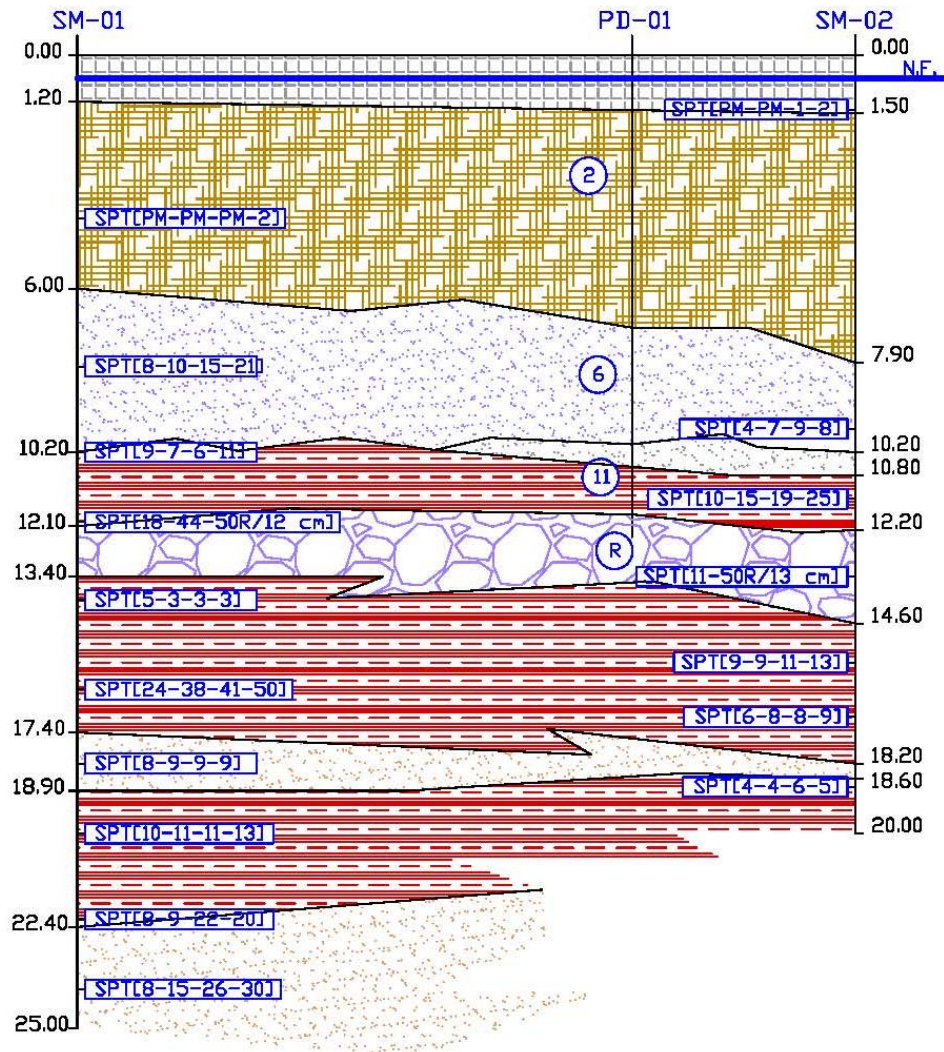 SM-01 PD-01 SM-02
0.00 0.00
N.F.
1.20 SPT[PM-PM-1-2] 1.50
2
SPT[PM-PM-PM-2]
6.00
7.90
SPT[8-10-15-21]
6
SPT[4-7-9-8]
10.20 SPT[9-7-6-11] 10.20
10.80
11
SPT[10-15-19-25]
12.10 SPT[18-44-50R/12 cm] 12.20
R
13.40 SPT[11-50R/13 cm]
SPT[5-3-3-3]
14.60
SPT[9-9-11-13]
SPT[24-38-41-50]
SPT[6-8-8-9]
17.40
SPT[8-9-9-9] 18.20
18.90 SPT[4-4-6-5] 18.60
SPT[10-11-11-13] 20.00
22.40 SPT[8-9-22-20]
SPT[8-15-26-30]
25.00